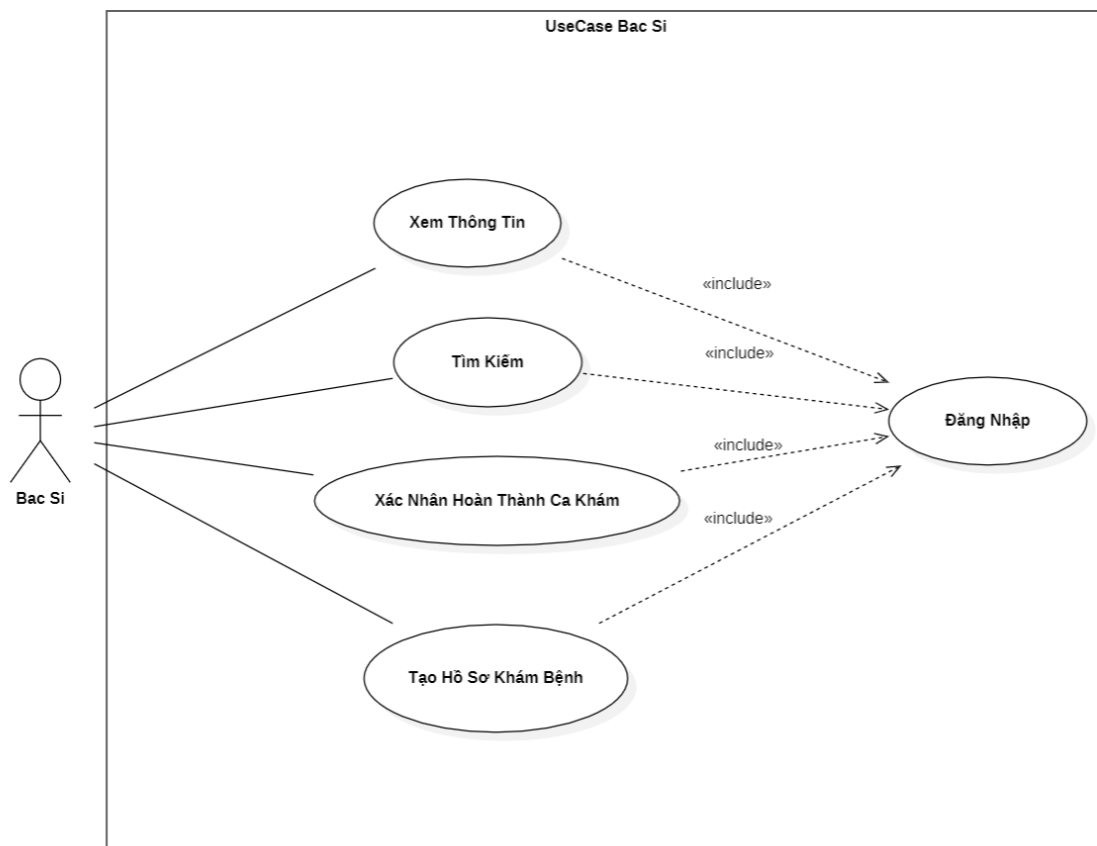 UseCase Bac Si
Xem Thông Tin
«include»
Tìm Kiếm
«include»
Đăng Nhập
«include»
Bac Si
Xác Nhân Hoàn Thành Ca Khám
«include»
Tạo Hồ Sơ Khám Bệnh